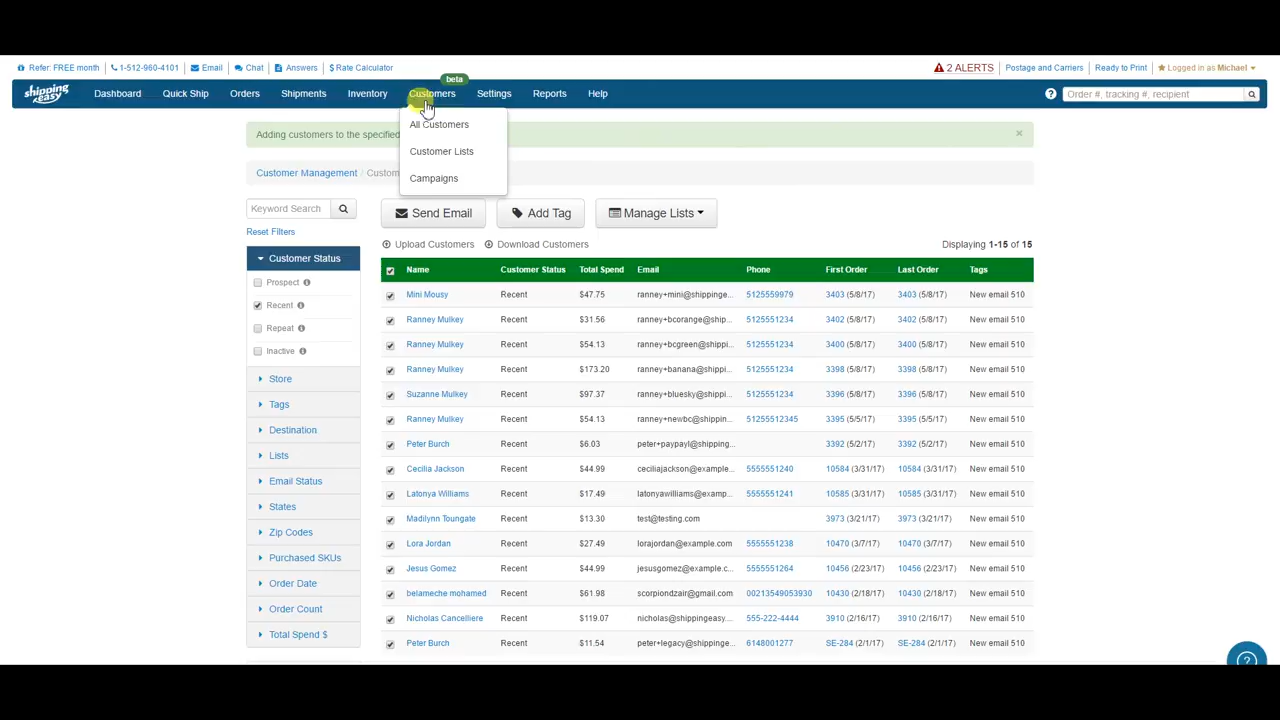 beta
Refer: FREE month 1-512-960-4101 Email Chat Answers $ Rate Calculator 2 ALERTS Postage and Carriers Ready to Print Logged in as Michael
shipping easy Dashboard Quick Ship Orders Shipments Inventory Customers Settings Reports Help Order #, tracking #, recipient
All Customers
Customer Lists
Campaigns
Adding customers to the specified ×
Customer Management /
Keyword Search Send Email Add Tag Manage Lists
Reset Filters
Upload Customers Download Customers Displaying 1-15 of 15
Customer Status
Prospect
Recent
Repeat
Inactive
Store
Tags
Destination
Lists
Email Status
States
Zip Codes
Purchased SKUs
Order Date
Order Count
Total Spend $
Name Customer Status Total Spend Email Phone First Order Last Order Tags
Mini Mousy Recent $47.75 ranney+mini@shippinge... 5125559979 3403 (5/8/17) 3403 (5/8/17) New email 510
Ranney Mulkey Recent $31.56 ranney+bcorange@ship... 5125551234 3402 (5/8/17) 3402 (5/8/17) New email 510
Ranney Mulkey Recent $54.13 ranney+bcgreen@shippi... 5125551234 3400 (5/8/17) 3400 (5/8/17) New email 510
Ranney Mulkey Recent $173.20 ranney+banana@shippi... 5125551234 3398 (5/8/17) 3398 (5/8/17) New email 510
Suzanne Mulkey Recent $97.37 ranney+bluesky@shippi... 5125551234 3396 (5/8/17) 3396 (5/8/17) New email 510
Ranney Mulkey Recent $54.13 ranney+newbc@shippin... 51255512345 3395 (5/5/17) 3395 (5/5/17) New email 510
Peter Burch Recent $6.03 peter+paypayl@shipping... 3392 (5/2/17) 3392 (5/2/17) New email 510
Cecilia Jackson Recent $44.99 ceciliajackson@example... 5555551240 10584 (3/31/17) 10584 (3/31/17) New email 510
Latonya Williams Recent $17.49 latonyawilliams@examp... 5555551241 10585 (3/31/17) 10585 (3/31/17) New email 510
Madilynn Toungate Recent $13.30 test@testing.com 3973 (3/21/17) 3973 (3/21/17) New email 510
Lora Jordan Recent $27.49 lorajordan@example.com 5555551238 10470 (3/7/17) 10470 (3/7/17) New email 510
Jesus Gomez Recent $44.99 jesusgomez@example.c... 5555551264 10456 (2/23/17) 10456 (2/23/17) New email 510
belameche mohamed Recent $61.98 scorpiondzair@gmail.com 00213549053930 10430 (2/18/17) 10430 (2/18/17) New email 510
Nicholas Cancelliere Recent $119.07 nicholas@shippingeasy.... 555-222-4444 3910 (2/16/17) 3910 (2/16/17) New email 510
Peter Burch Recent $11.54 peter+legacy@shippinge... 6148001277 SE-284 (2/1/17) SE-284 (2/1/17) New email 510